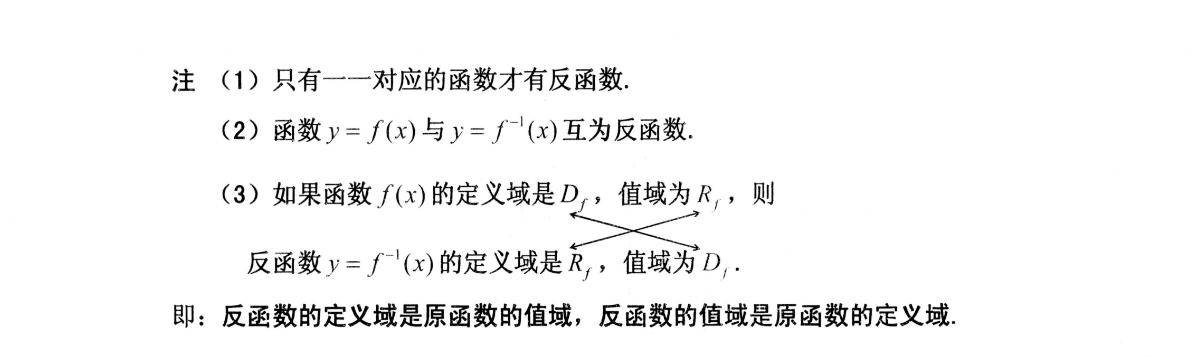 注 （1）只有一一对应的函数才有反函数.
（2）函数 y = f(x) 与 y = f⁻¹(x) 互为反函数.
（3）如果函数 f(x) 的定义域是 D_f，值域为 R_f，则
反函数 y = f⁻¹(x) 的定义域是 R_f，值域为 D_f.
即：反函数的定义域是原函数的值域，反函数的值域是原函数的定义域.